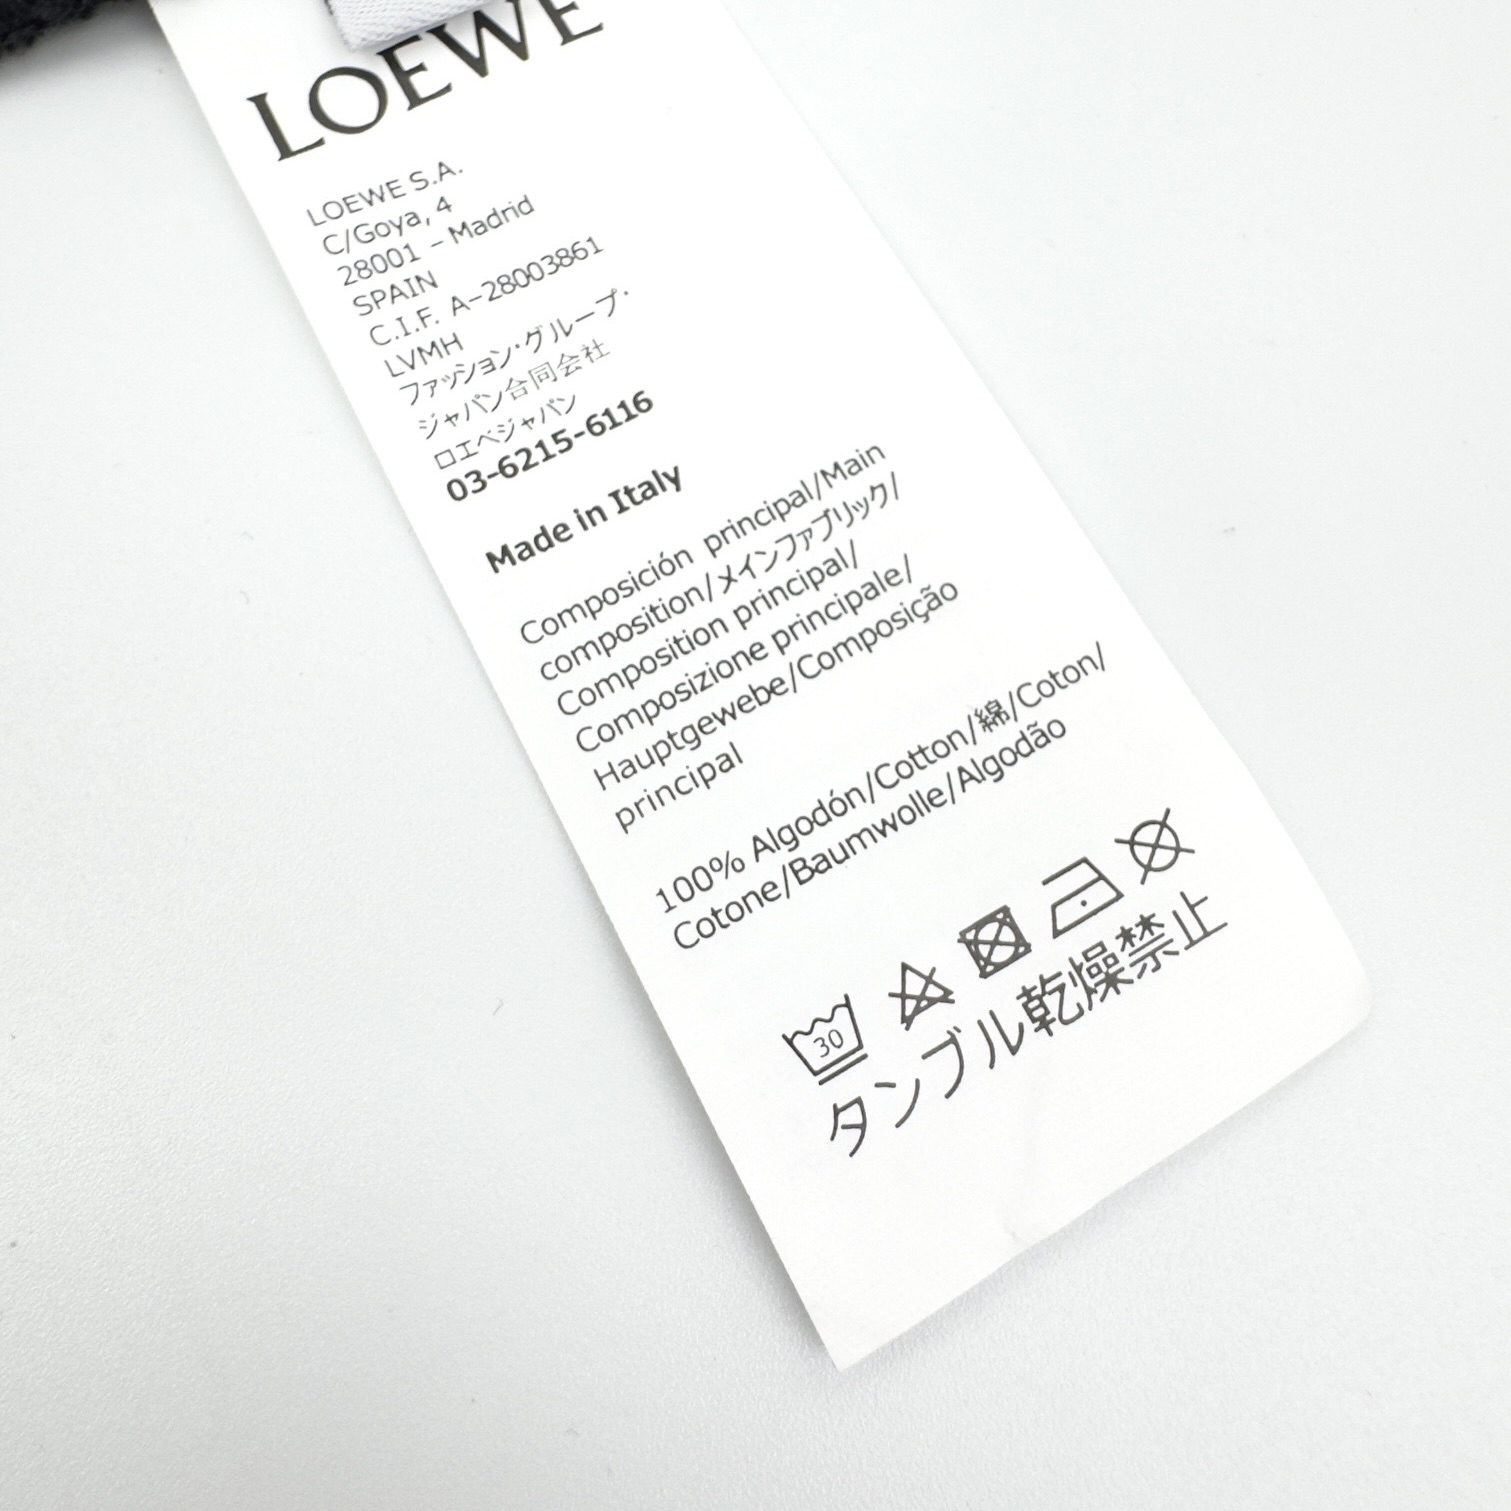 LOEWE
LOEWE S.A.
C/Goya, 4
28001 - Madrid
SPAIN
C.I.F. A-28003861
LVMH
ファッション・グループ・
ジャパン合同会社
ロエベジャパン
03-6215-6116
Made in Italy
Composición principal/Main
composition/メインファブリック/
Composition principal/
Composizione principale/
Hauptgewebe/Composição
principal
100% Algodón/Cotton/綿/Coton/
Cotone/Baumwolle/Algodão
30
タンブル乾燥禁止